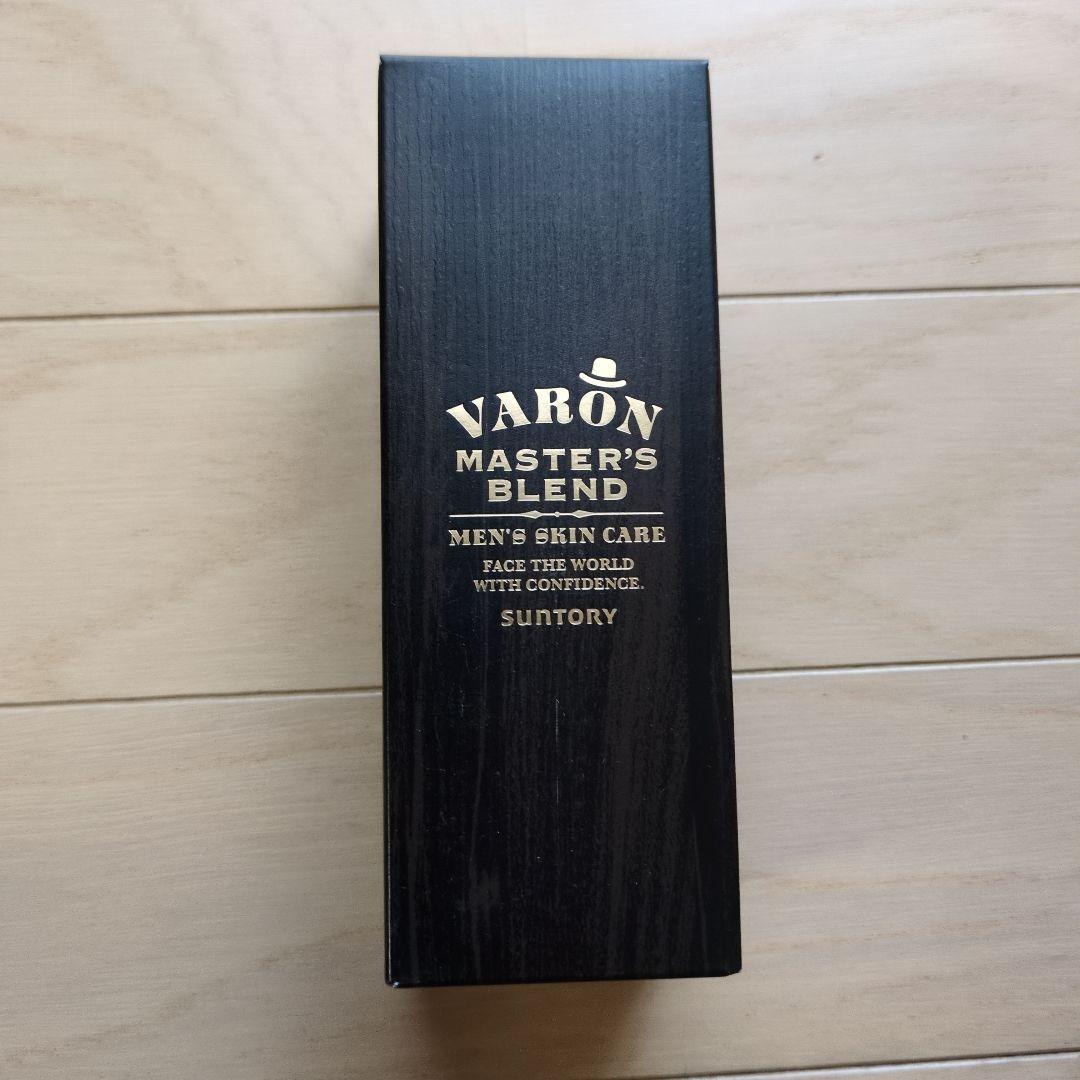 VARON
MASTER'S
BLEND
MEN'S SKIN CARE
FACE THE WORLD
WITH CONFIDENCE.
SUNTORY